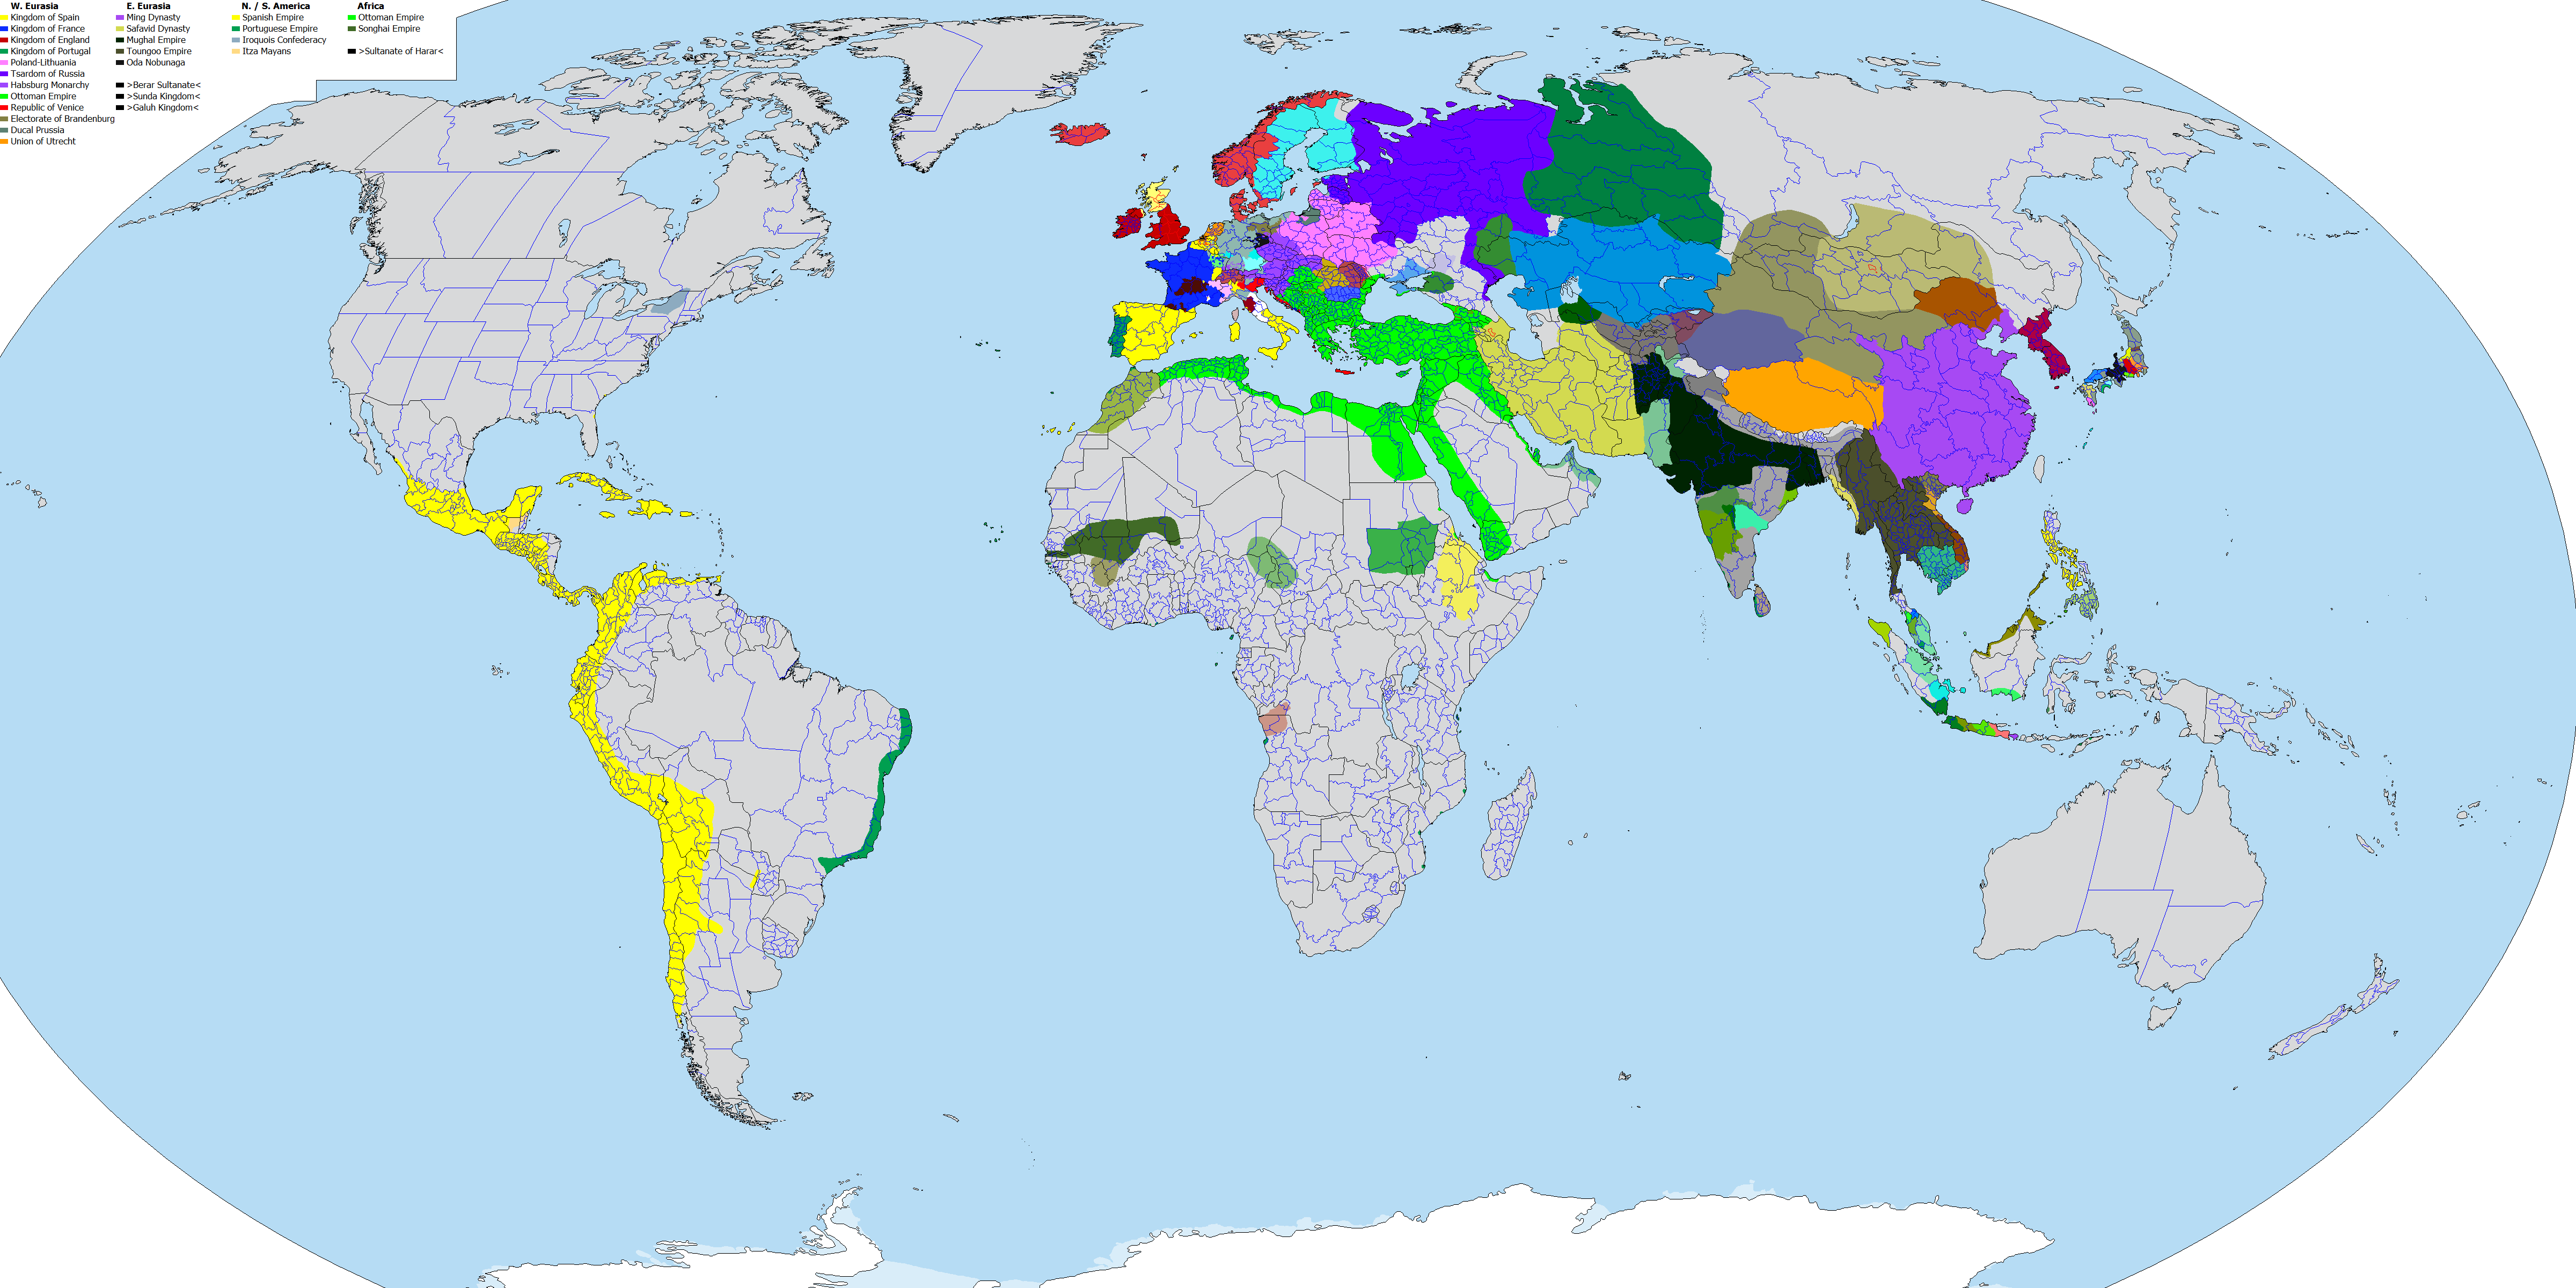 W. Eurasia
Kingdom of Spain
Kingdom of France
Kingdom of England
Kingdom of Portugal
Poland-Lithuania
Tsardom of Russia
Habsburg Monarchy
Ottoman Empire
Republic of Venice
Electorate of Brandenburg
Ducal Prussia
Union of Utrecht
E. Eurasia
Ming Dynasty
Safavid Dynasty
Mughal Empire
Toungoo Empire
Oda Nobunaga
>Berar Sultanate<
>Sunda Kingdom<
>Galuh Kingdom<
N. / S. America
Spanish Empire
Portuguese Empire
Iroquois Confederacy
Itza Mayans
Africa
Ottoman Empire
Songhai Empire
>Sultanate of Harar<